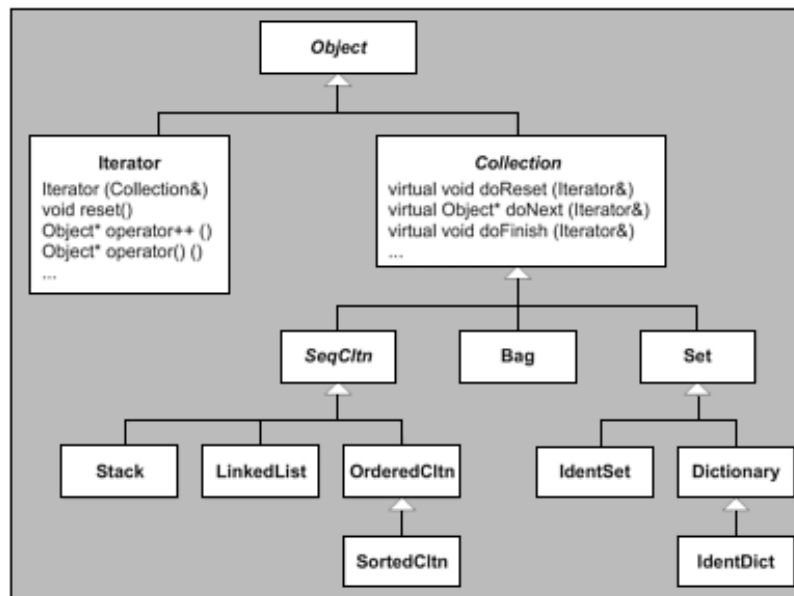 Object
Iterator
Iterator (Collection&)
void reset()
Object* operator++ ()
Object* operator() ()
...
Collection
virtual void doReset (Iterator&)
virtual Object* doNext (Iterator&)
virtual void doFinish (Iterator&)
...
SeqCltn
Bag
Set
Stack
LinkedList
OrderedCltn
IdentSet
Dictionary
SortedCltn
IdentDict